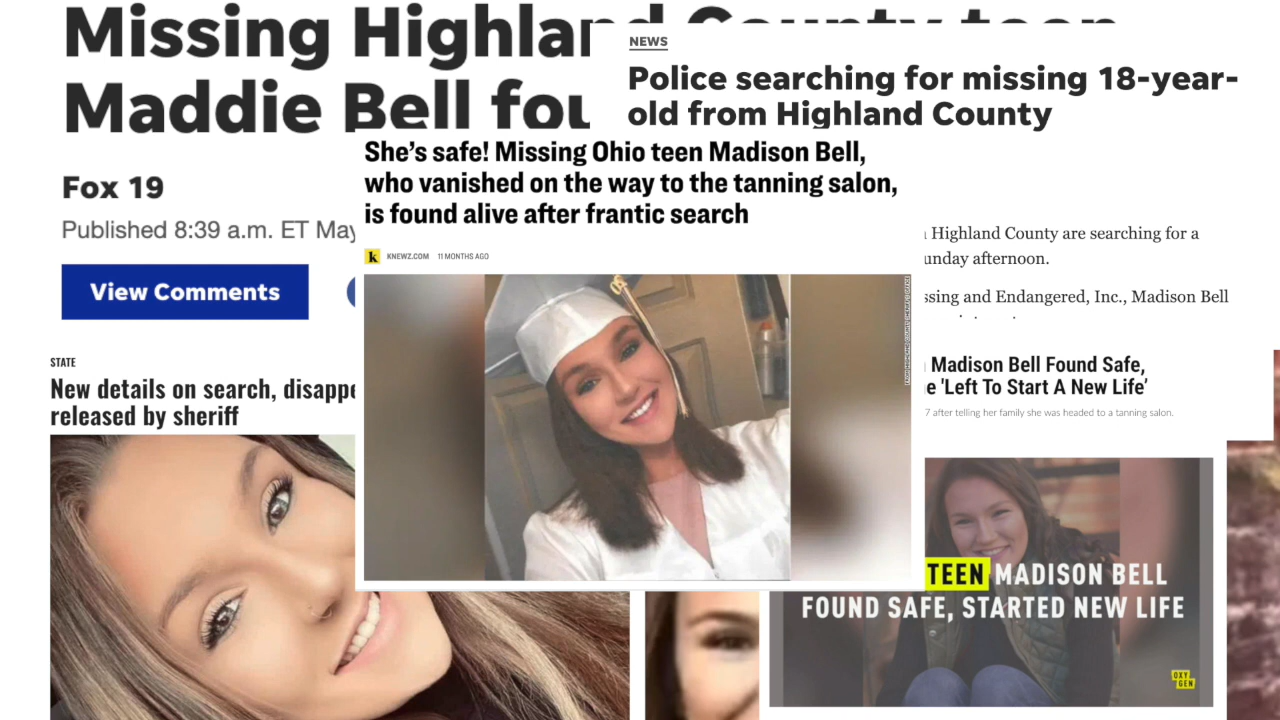 Missing Highland County teen
Maddie Bell fou
Fox 19
Published 8:39 a.m. ET May
View Comments
NEWS
Police searching for missing 18-year-
old from Highland County
She's safe! Missing Ohio teen Madison Bell,
who vanished on the way to the tanning salon,
is found alive after frantic search
k KNEWZ.COM 11 MONTHS AGO
Highland County are searching for a
unday afternoon.
ssing and Endangered, Inc., Madison Bell
STATE
New details on search, disappe
released by sheriff
Madison Bell Found Safe,
e 'Left To Start A New Life'
7 after telling her family she was headed to a tanning salon.
TEEN MADISON BELL
FOUND SAFE, STARTED NEW LIFE
OXY
GEN